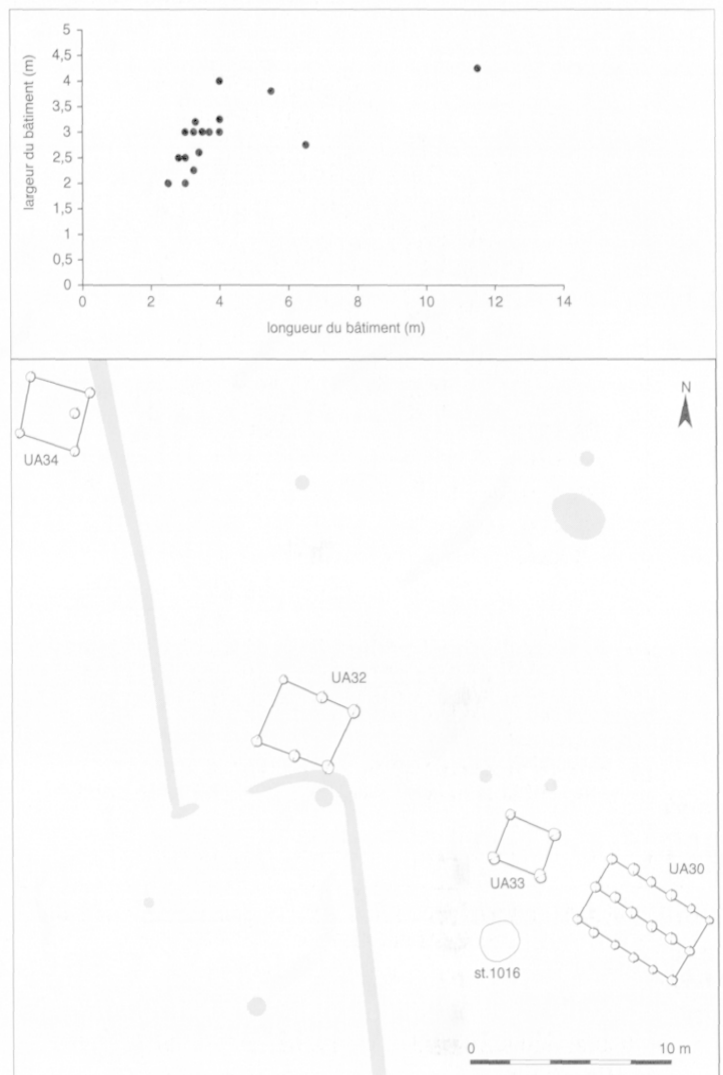 5
4,5
4
3,5
3
2,5
2
1,5
1
0,5
0
largeur du bâtiment (m)
0 2 4 6 8 10 12 14
longueur du bâtiment (m)
N
UA34
UA32
UA33
UA30
st.1016
0 10 m